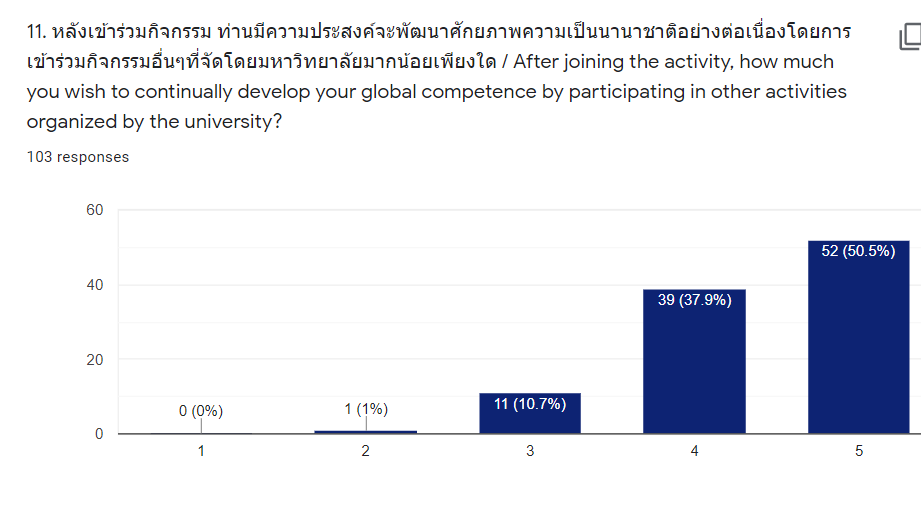 11. หลังเข้าร่วมกิจกรรม ท่านมีความประสงค์จะพัฒนาศักยภาพความเป็นนานาชาติอย่างต่อเนื่องโดยการ
เข้าร่วมกิจกรรมอื่นๆที่จัดโดยมหาวิทยาลัยมากน้อยเพียงใด / After joining the activity, how much
you wish to continually develop your global competence by participating in other activities
organized by the university?
103 responses
60
52 (50.5%)
40
39 (37.9%)
20
11 (10.7%)
0 (0%)
1 (1%)
0
1 2 3 4 5